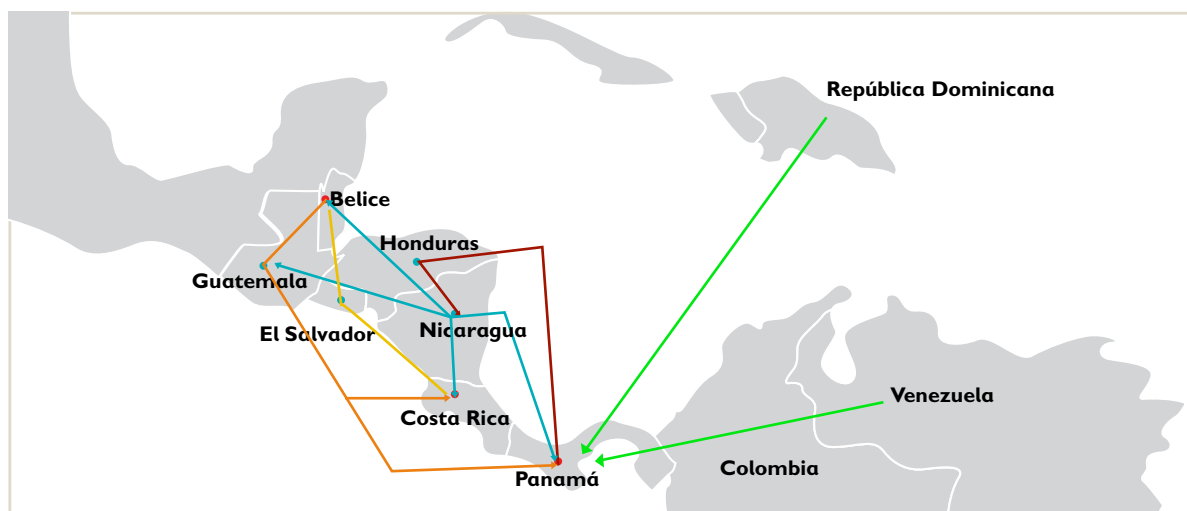 República Dominicana
Belice
Honduras
Guatemala
El Salvador
Nicaragua
Venezuela
Costa Rica
Colombia
Panamá